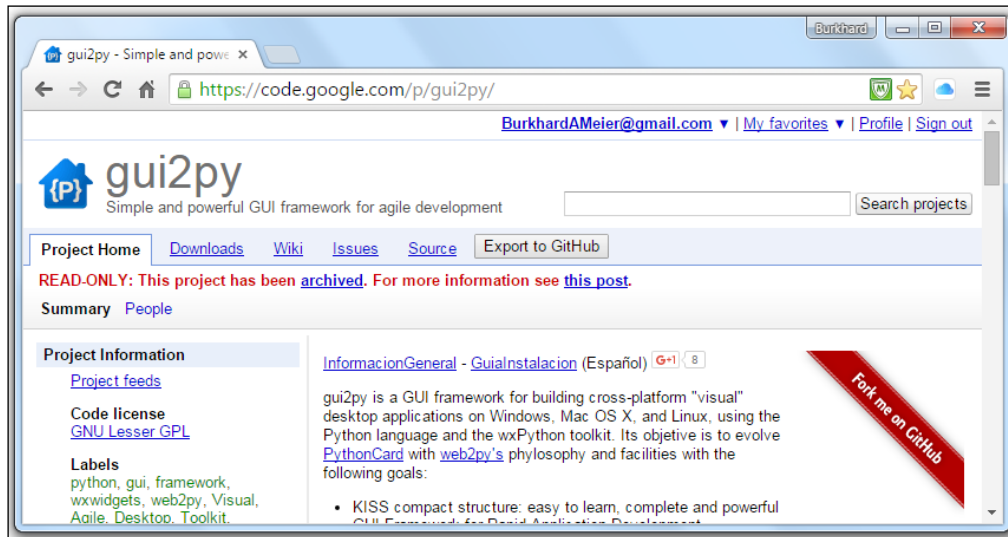 Burkhard
gui2py - Simple and powe
https://code.google.com/p/gui2py/
BurkhardAMeier@gmail.com ▼ | My favorites ▼ | Profile | Sign out
{P}
gui2py
Simple and powerful GUI framework for agile development
Search projects
Project Home Downloads Wiki Issues Source Export to GitHub
READ-ONLY: This project has been archived. For more information see this post.
Summary People
Project Information
Project feeds
Code license
GNU Lesser GPL
Labels
python, gui, framework,
wxwidgets, web2py, Visual,
Agile, Desktop, Toolkit,
InformacionGeneral - GuiaInstalacion (Español) G+1 8
gui2py is a GUI framework for building cross-platform "visual"
desktop applications on Windows, Mac OS X, and Linux, using the
Python language and the wxPython toolkit. Its objetive is to evolve
PythonCard with web2py's phylosophy and facilities with the
following goals:
• KISS compact structure: easy to learn, complete and powerful
GUI Framework for Rapid Application Development
Fork me on GitHub